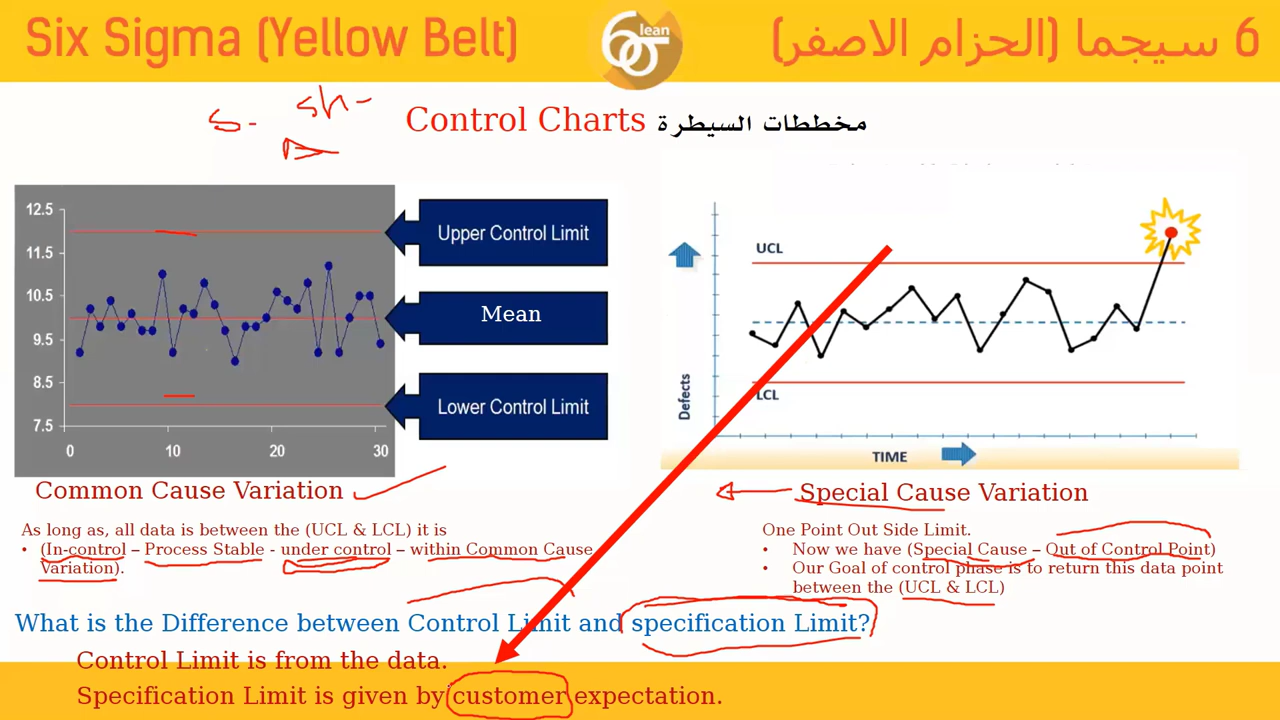 Six Sigma (Yellow Belt)
lean
6σ
6 سيجما (الحزام الاصفر)
S- Sh-
Control Charts مخططات السيطرة
12.5
11.5
10.5
9.5
8.5
7.5
0 10 20 30
Upper Control Limit
Mean
Lower Control Limit
UCL
LCL
Defects
TIME
Common Cause Variation
As long as, all data is between the (UCL & LCL) it is
• (In-control – Process Stable - under control – within Common Cause
Variation).
Special Cause Variation
One Point Out Side Limit.
• Now we have (Special Cause – Out of Control Point)
• Our Goal of control phase is to return this data point
between the (UCL & LCL)
What is the Difference between Control Limit and specification Limit?
Control Limit is from the data.
Specification Limit is given by customer expectation.